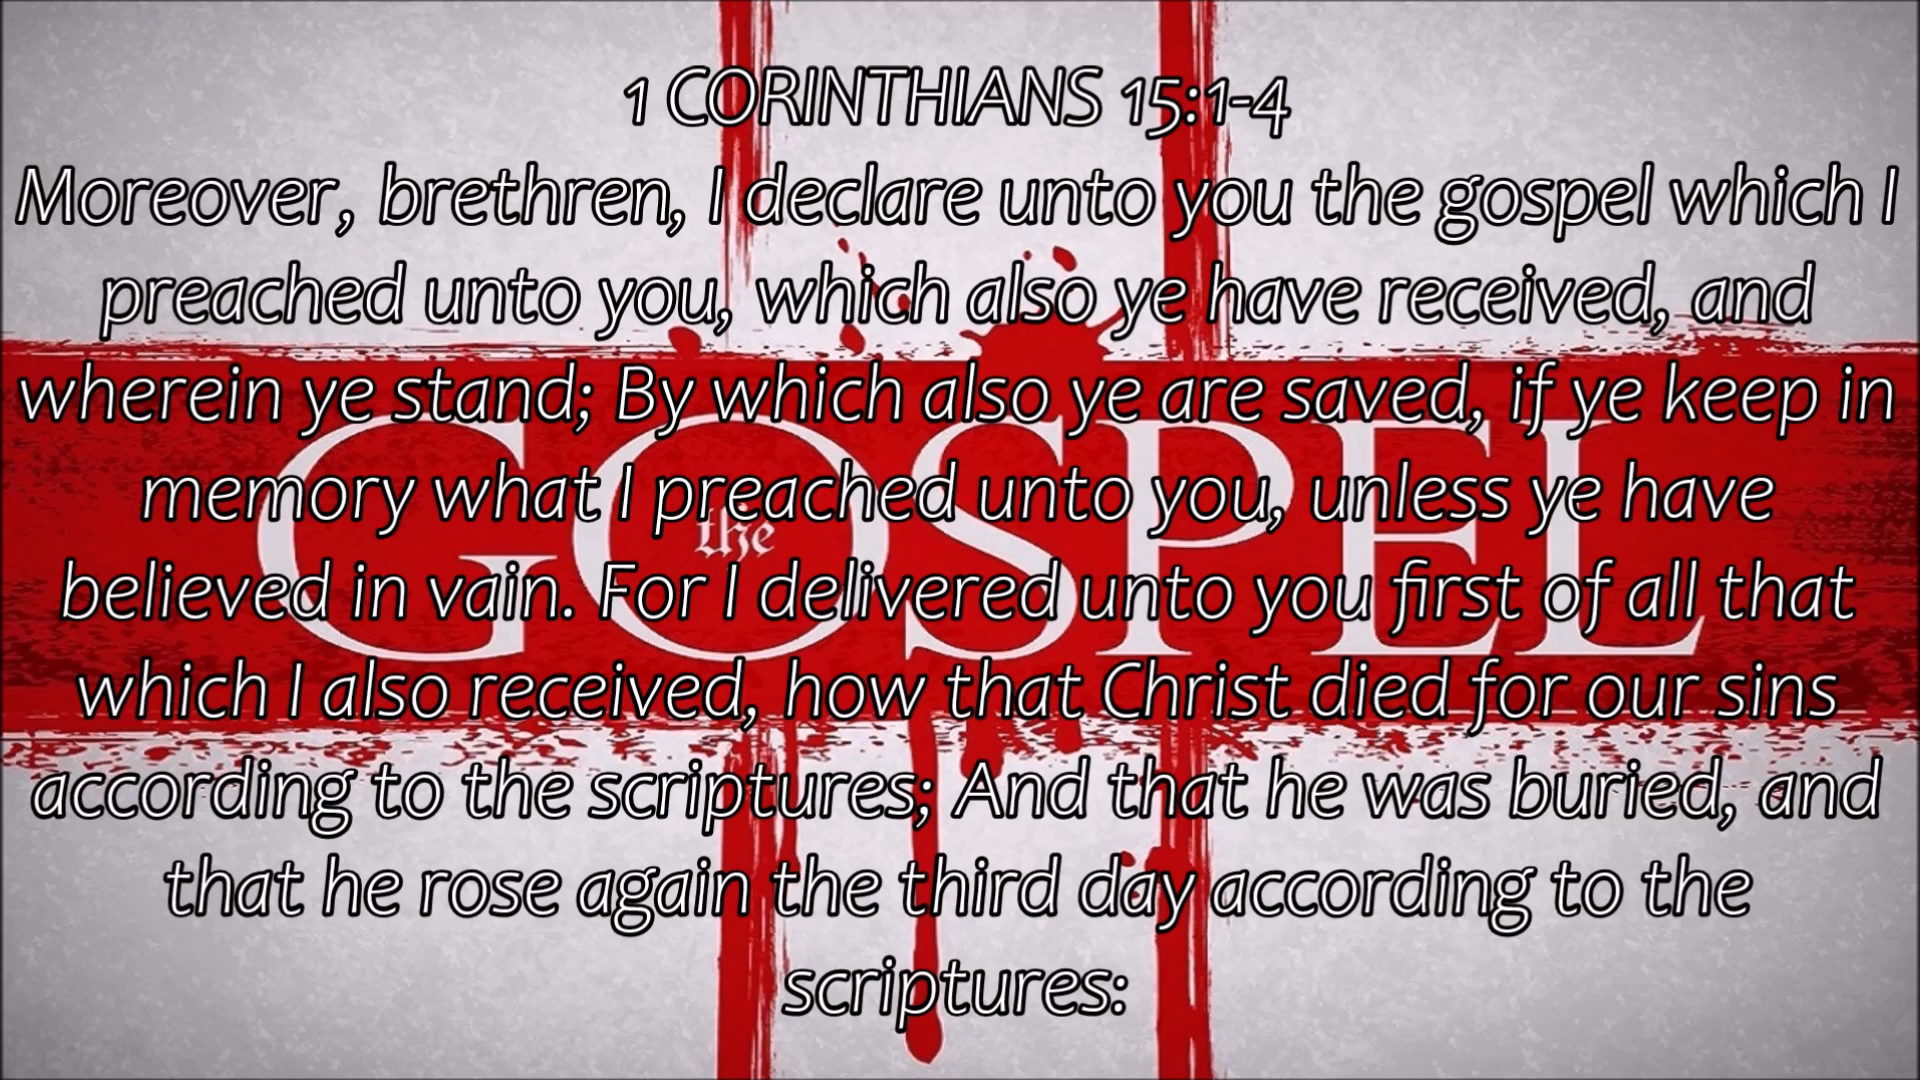 1 CORINTHIANS 15:1-4
Moreover, brethren, I declare unto you the gospel which I
preached unto you, which also ye have received, and
wherein ye stand; By which also ye are saved, if ye keep in
memory what I preached unto you, unless ye have
believed in vain. For I delivered unto you first of all that
which I also received, how that Christ died for our sins
according to the scriptures; And that he was buried, and
that he rose again the third day according to the
scriptures:
the
GOSPEL